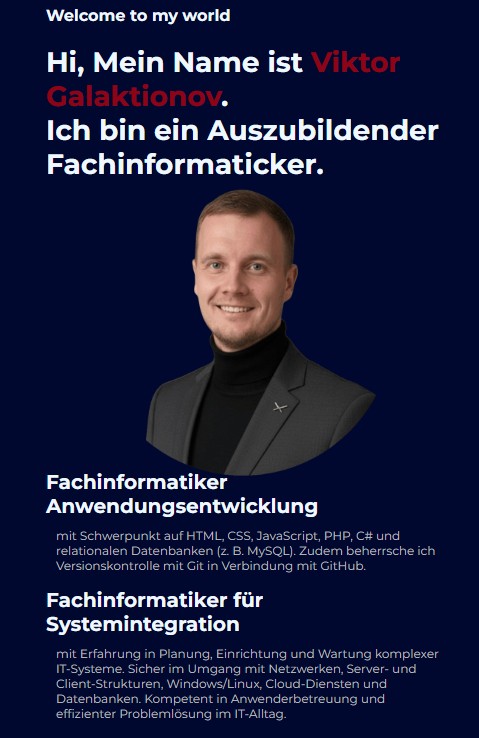 Welcome to my world
Hi, Mein Name ist Viktor
Galaktionov.
Ich bin ein Auszubildender
Fachinformaticker.
Fachinformatiker
Anwendungsentwicklung
mit Schwerpunkt auf HTML, CSS, JavaScript, PHP, C# und
relationalen Datenbanken (z. B. MySQL). Zudem beherrsche ich
Versionskontrolle mit Git in Verbindung mit GitHub.
Fachinformatiker für
Systemintegration
mit Erfahrung in Planung, Einrichtung und Wartung komplexer
IT-Systeme. Sicher im Umgang mit Netzwerken, Server- und
Client-Strukturen, Windows/Linux, Cloud-Diensten und
Datenbanken. Kompetent in Anwenderbetreuung und
effizienter Problemlösung im IT-Alltag.